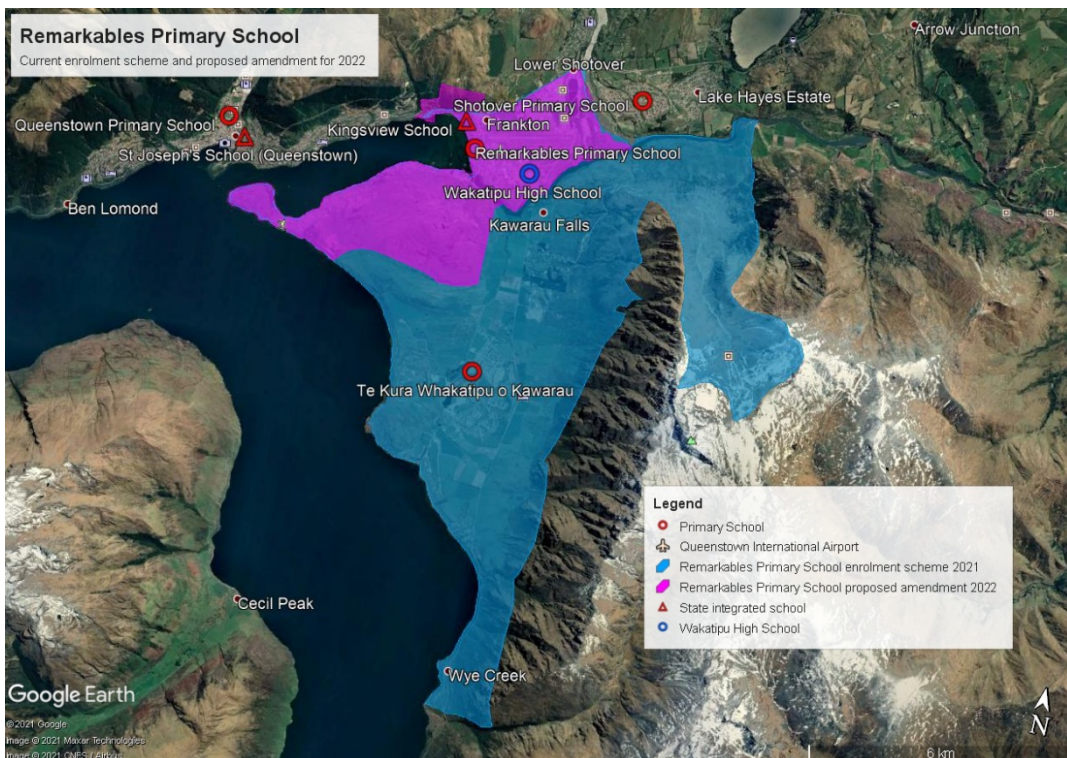 Remarkables Primary School
Current enrolment scheme and proposed amendment for 2022
Arrow Junction
Lower Shotover
Shotover Primary School
Lake Hayes Estate
Queenstown Primary School
Kingsview School
Frankton
St Joseph's School (Queenstown)
Remarkables Primary School
Wakatipu High School
Ben Lomond
Kawarau Falls
Te Kura Whakatipu o Kawarau
Legend
Primary School
Queenstown International Airport
Remarkables Primary School enrolment scheme 2021
Remarkables Primary School proposed amendment 2022
State integrated school
Wakatipu High School
Cecil Peak
Wye Creek
Google Earth
©2021 Google
Image © 2021 Maxar Technologies
Image © 2021 CNES / Airbus
N
6 km